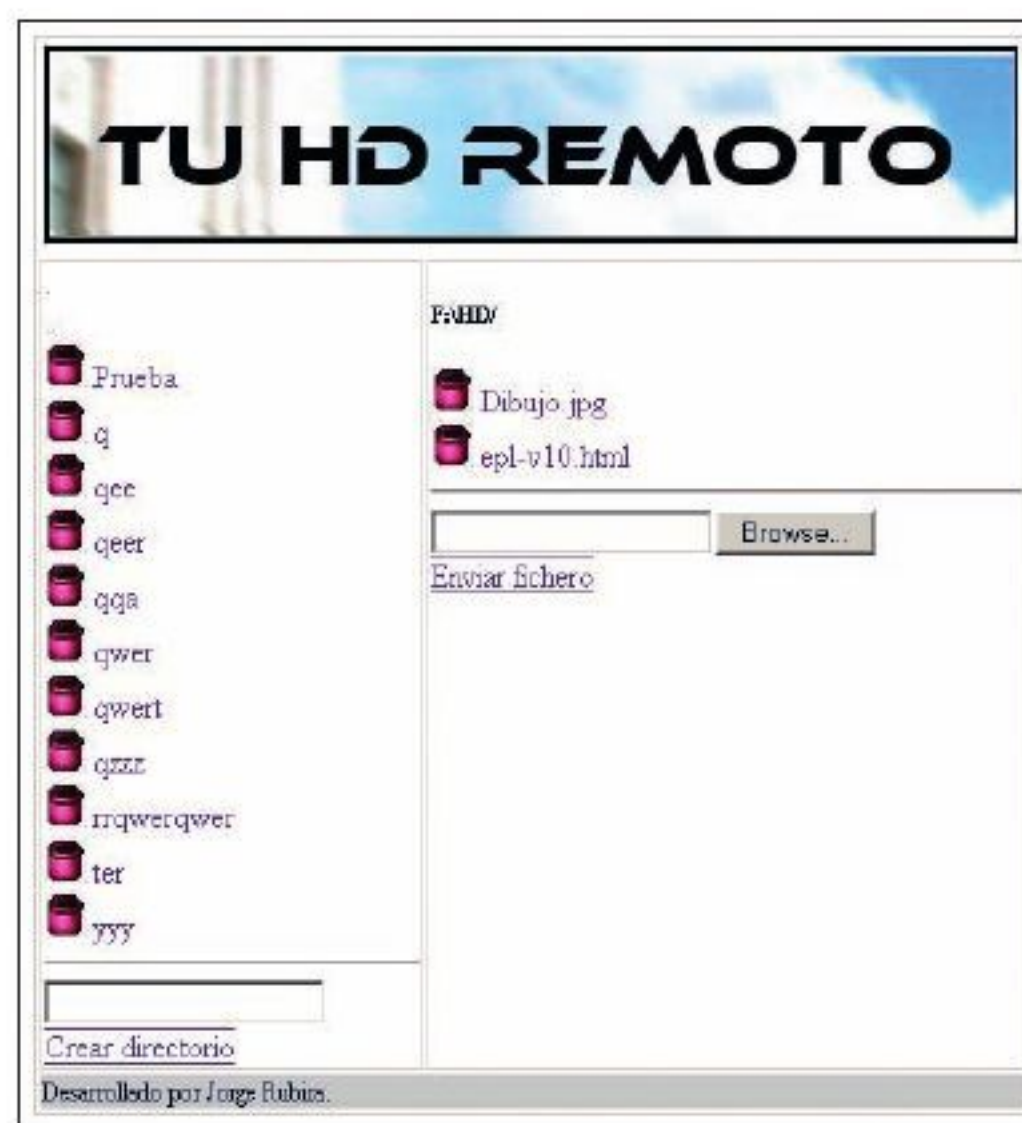 TU HD REMOTO
.
..
Prueba
q
qee
qeer
qqa
qwer
qwert
qzzz
rrqwerqwer
ter
yyy
Crear directorio
F:\HD/
Dibujo.jpg
epl-v10.html
Browse...
Enviar fichero
Desarrollado por Jorge Rubira.